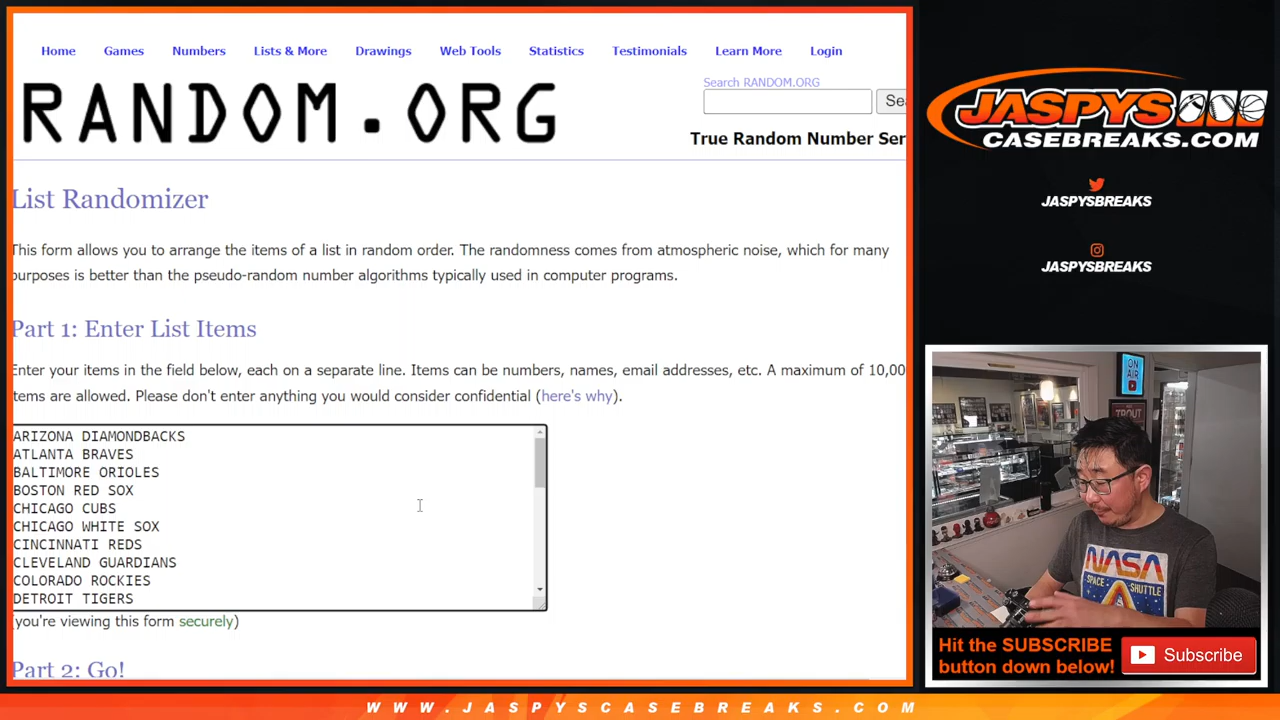 Home Games Numbers Lists & More Drawings Web Tools Statistics Testimonials Learn More Login
RANDOM.ORG
Search RANDOM.ORG
Sea
True Random Number Ser
List Randomizer
This form allows you to arrange the items of a list in random order. The randomness comes from atmospheric noise, which for many
purposes is better than the pseudo-random number algorithms typically used in computer programs.
Part 1: Enter List Items
Enter your items in the field below, each on a separate line. Items can be numbers, names, email addresses, etc. A maximum of 10,00
items are allowed. Please don't enter anything you would consider confidential (here's why).
ARIZONA DIAMONDBACKS
ATLANTA BRAVES
BALTIMORE ORIOLES
BOSTON RED SOX
CHICAGO CUBS
CHICAGO WHITE SOX
CINCINNATI REDS
CLEVELAND GUARDIANS
COLORADO ROCKIES
DETROIT TIGERS
(you're viewing this form securely)
Part 2: Go!
JASPYS
CASEBREAKS.COM
JASPYSBREAKS
JASPYSBREAKS
ON AIR
TROUT
NASA
SPACE SHUTTLE
Hit the SUBSCRIBE
button down below!
Subscribe
WWW.JASPYSCASEBREAKS.COM